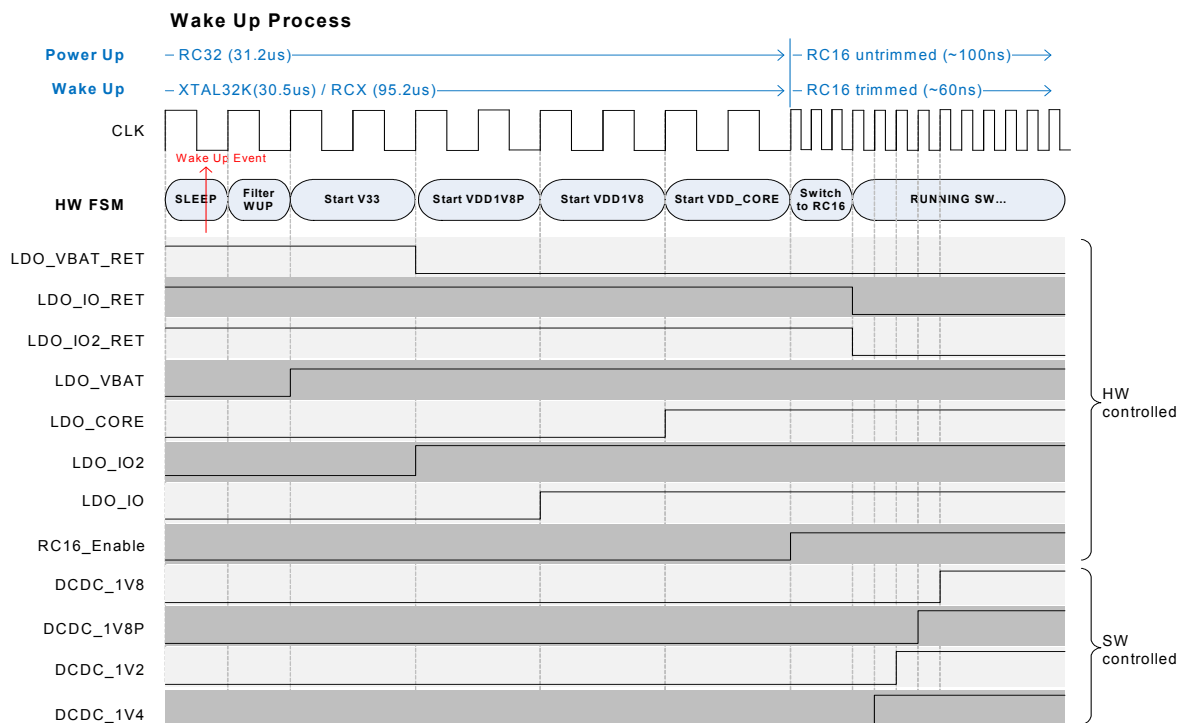 Wake Up Process
Power Up
RC32 (31.2us)
RC16 untrimmed (~100ns)
Wake Up
XTAL32K(30.5us) / RCX (95.2us)
RC16 trimmed (~60ns)
CLK
Wake Up Event
HW FSM
SLEEP
Filter
WUP
Start V33
Start VDD1V8P
Start VDD1V8
Start VDD_CORE
Switch
to RC16
RUNNING SW...
LDO_VBAT_RET
LDO_IO_RET
LDO_IO2_RET
LDO_VBAT
LDO_CORE
LDO_IO2
LDO_IO
RC16_Enable
HW
controlled
DCDC_1V8
DCDC_1V8P
DCDC_1V2
DCDC_1V4
SW
controlled